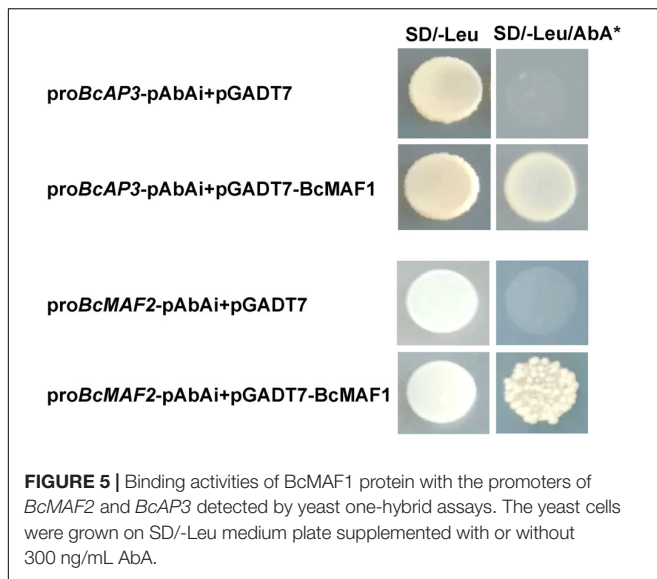 SD/-Leu SD/-Leu/AbA*
proBcAP3-pAbAi+pGADT7
proBcAP3-pAbAi+pGADT7-BcMAF1
proBcMAF2-pAbAi+pGADT7
proBcMAF2-pAbAi+pGADT7-BcMAF1
FIGURE 5 | Binding activities of BcMAF1 protein with the promoters of
BcMAF2 and BcAP3 detected by yeast one-hybrid assays. The yeast cells
were grown on SD/-Leu medium plate supplemented with or without
300 ng/mL AbA.